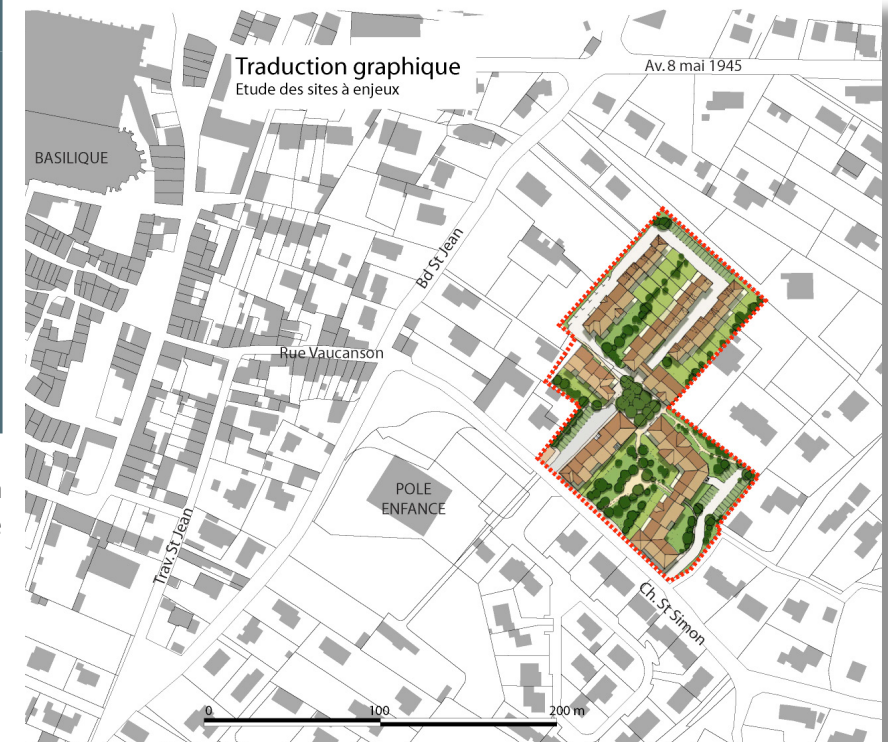 Traduction graphique
Etude des sites à enjeux
Av. 8 mai 1945
BASILIQUE
Bd St Jean
Rue Vaucanson
POLE
ENFANCE
Trav. St Jean
Ch. St Simon
0 100 200 m